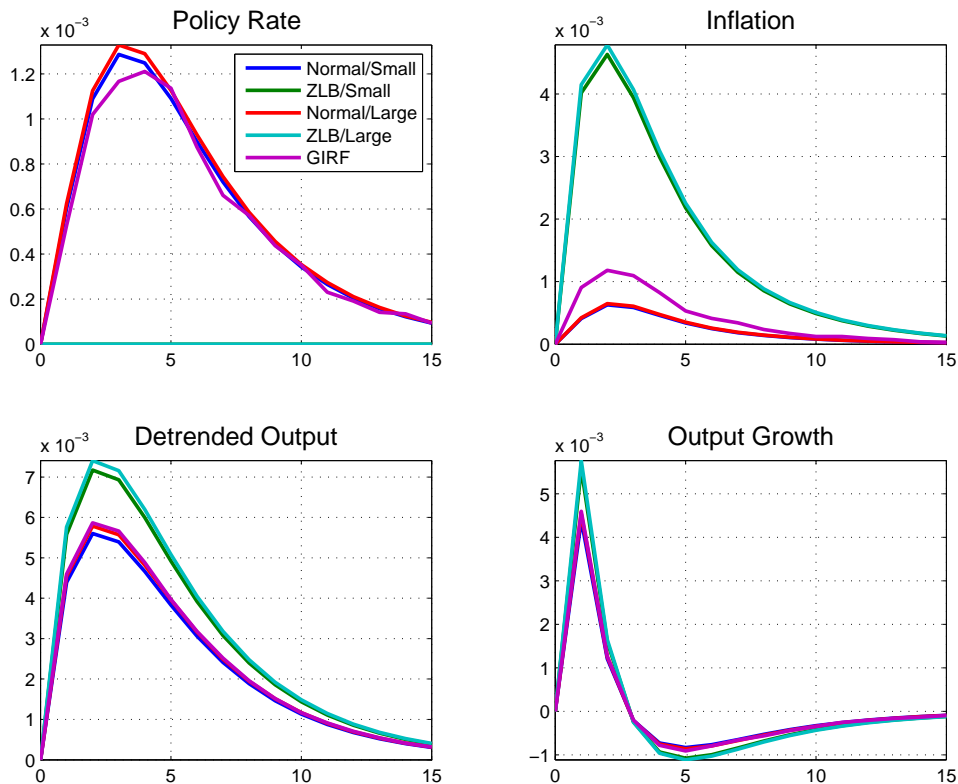 Policy Rate
x 10⁻³
1.2
1
0.8
0.6
0.4
0.2
0
0 5 10 15
Normal/Small
ZLB/Small
Normal/Large
ZLB/Large
GIRF
Inflation
x 10⁻³
4
3
2
1
0
0 5 10 15
Detrended Output
x 10⁻³
7
6
5
4
3
2
1
0
0 5 10 15
Output Growth
x 10⁻³
5
4
3
2
1
0
−1
0 5 10 15